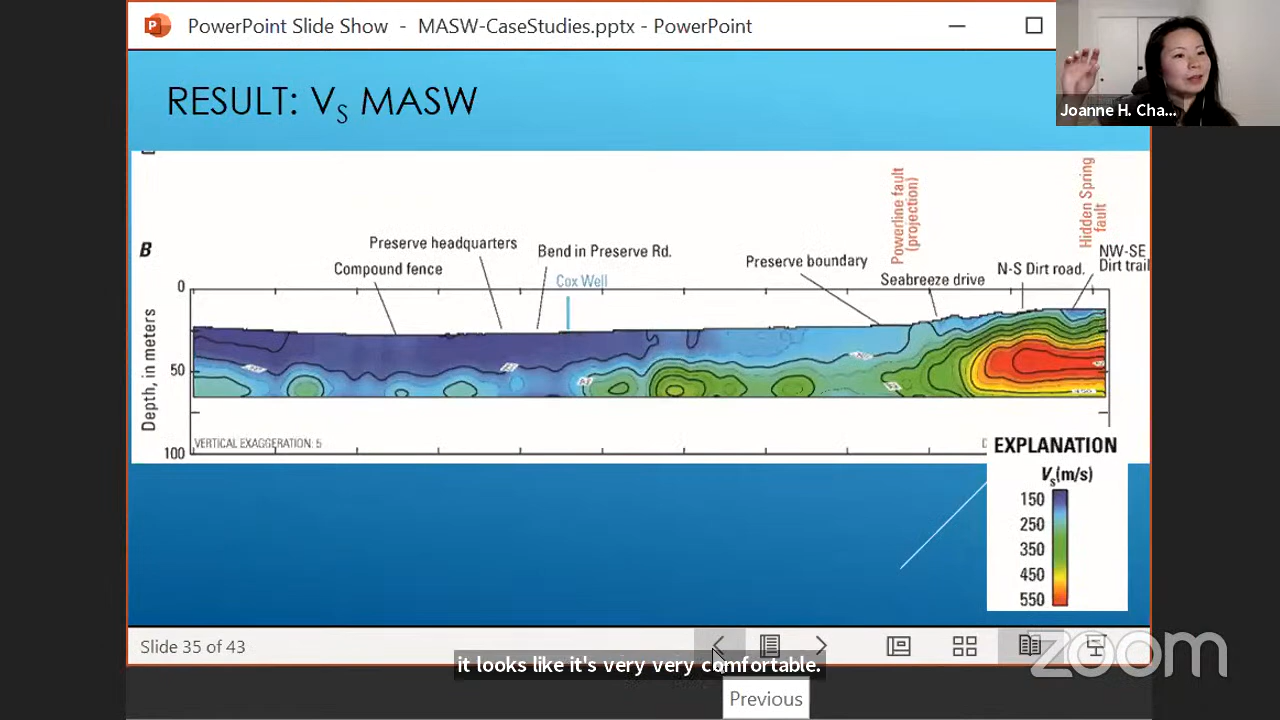 PowerPoint Slide Show - MASW-CaseStudies.pptx - PowerPoint
Joanne H. Cha...
RESULT: VS MASW
B
Powerline fault
(projection)
Hidden Spring
fault
Preserve headquarters
Compound fence
Bend in Preserve Rd.
Cox Well
Preserve boundary
Seabreeze drive
N-S Dirt road.
NW-SE
Dirt trail
Depth, in meters
0
50
100
VERTICAL EXAGGERATION: 5
EXPLANATION
Vs(m/s)
150
250
350
450
550
Slide 35 of 43
it looks like it's very very comfortable.
Previous
zoom